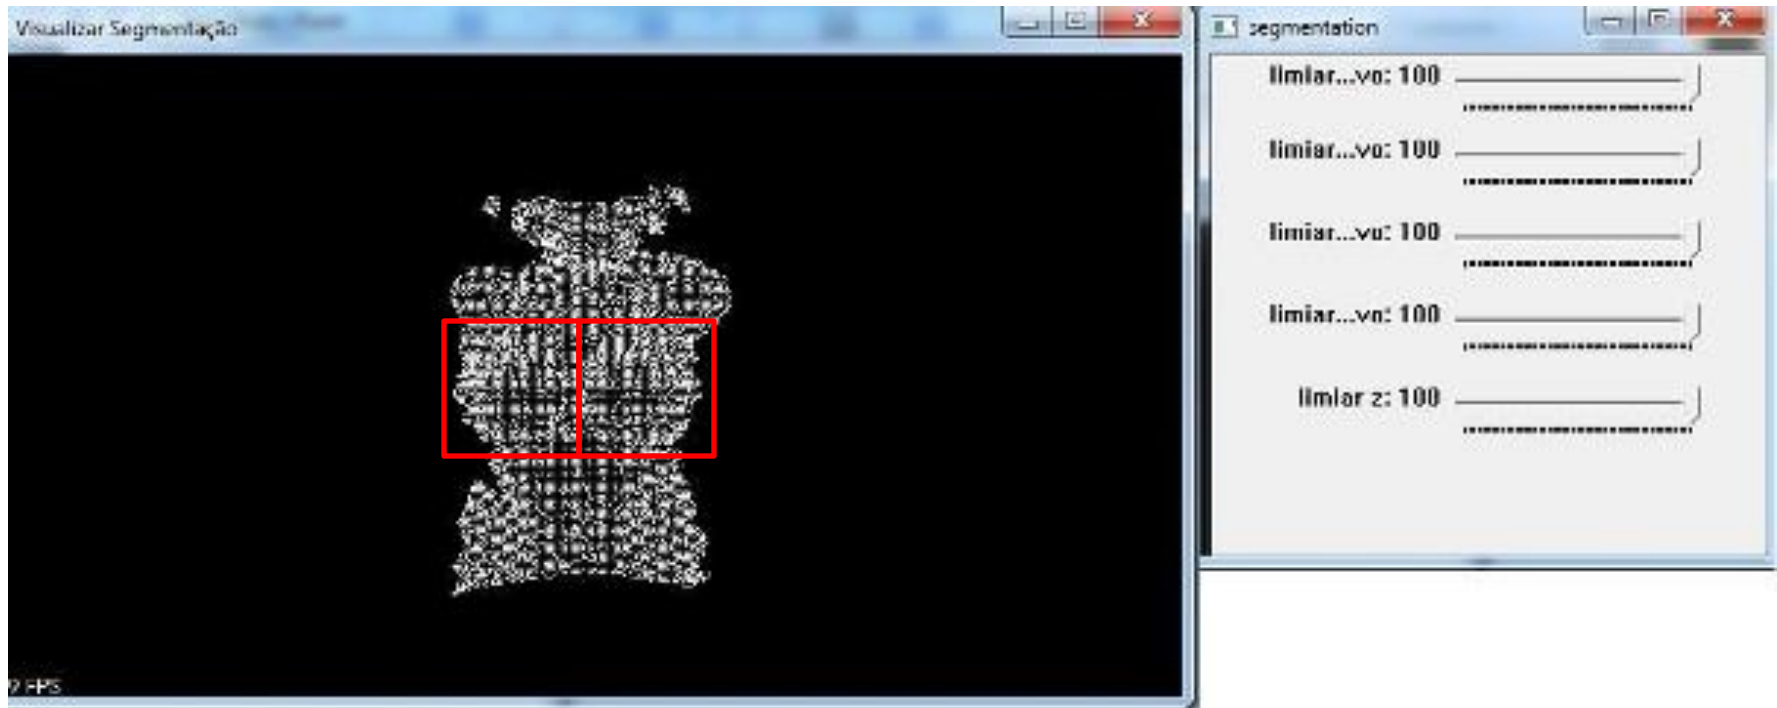 Visualizar Segmentação
segmentation
limiar...vo: 100
limiar...vo: 100
limiar...vo: 100
limiar...vo: 100
limiar z: 100
FPS